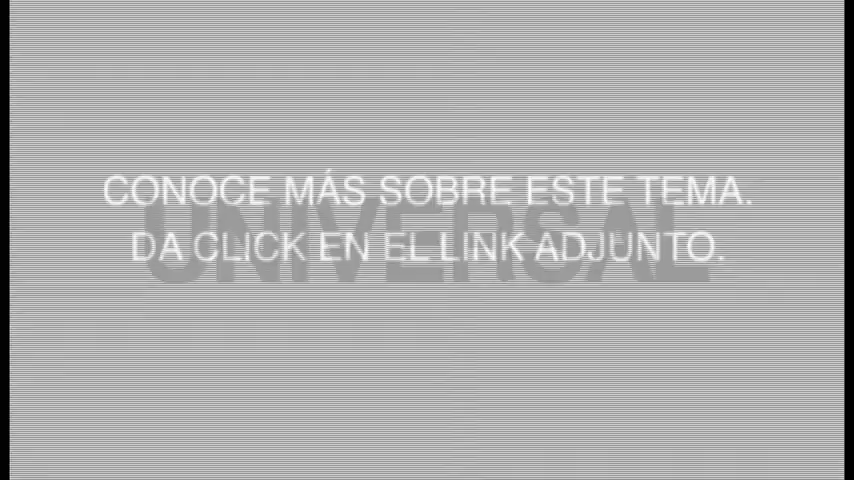 CONOCE MÁS SOBRE ESTE TEMA.
UNIVERSAL
DA CLICK EN EL LINK ADJUNTO.